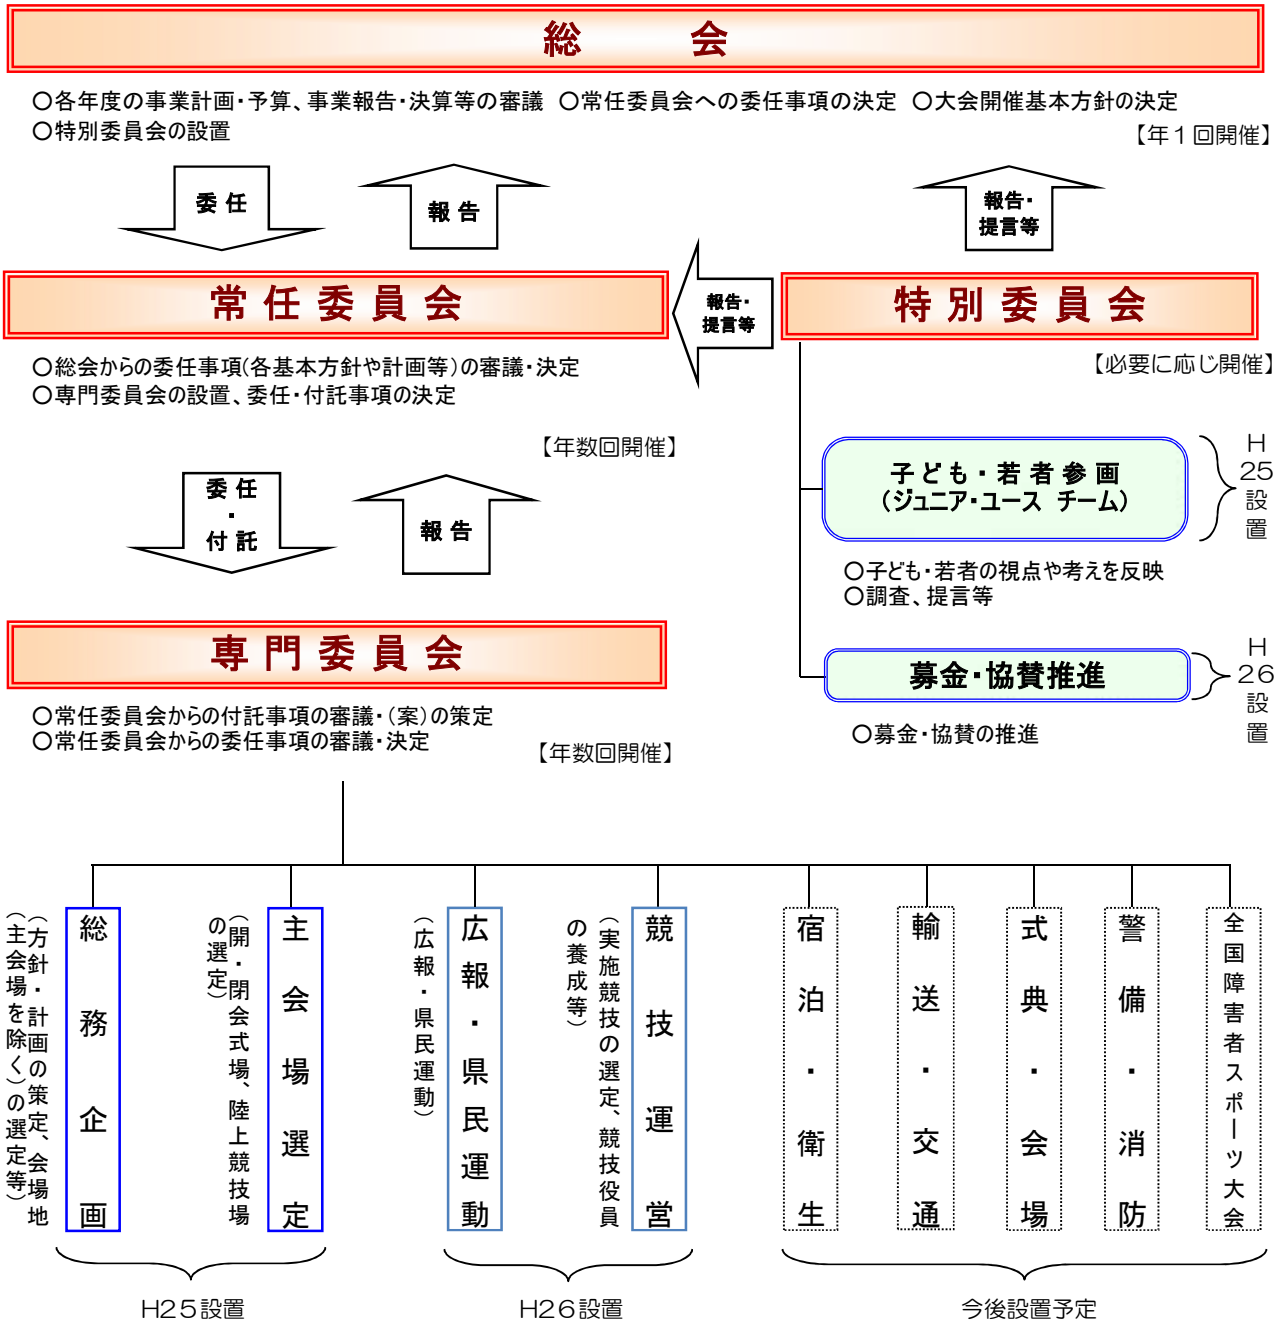 総会
○各年度の事業計画・予算、事業報告・決算等の審議 ○常任委員会への委任事項の決定 ○大会開催基本方針の決定
○特別委員会の設置
【年１回開催】
委任
報告
報告・
提言等
常任委員会
報告・
提言等
特別委員会
○総会からの委任事項(各基本方針や計画等)の審議・決定
○専門委員会の設置、委任・付託事項の決定
【年数回開催】
【必要に応じ開催】
委任
・
付託
報告
子ども・若者参画
(ジュニア・ユース チーム)
H
25
設
置
○子ども・若者の視点や考えを反映
○調査、提言等
専門委員会
○常任委員会からの付託事項の審議・(案)の策定
○常任委員会からの委任事項の審議・決定
【年数回開催】
募金・協賛推進
H
26
設
置
○募金・協賛の推進
総務企画
(方針・計画の策定、会場地
(主会場を除く)の選定等)
主会場選定
(開・閉会式場、陸上競技場
の選定)
広報・県民運動
(広報・県民運動)
競技運営
(実施競技の選定、競技役員
の養成等)
宿泊・衛生
輸送・交通
式典・会場
警備・消防
全国障害者スポーツ大会
H25設置
H26設置
今後設置予定